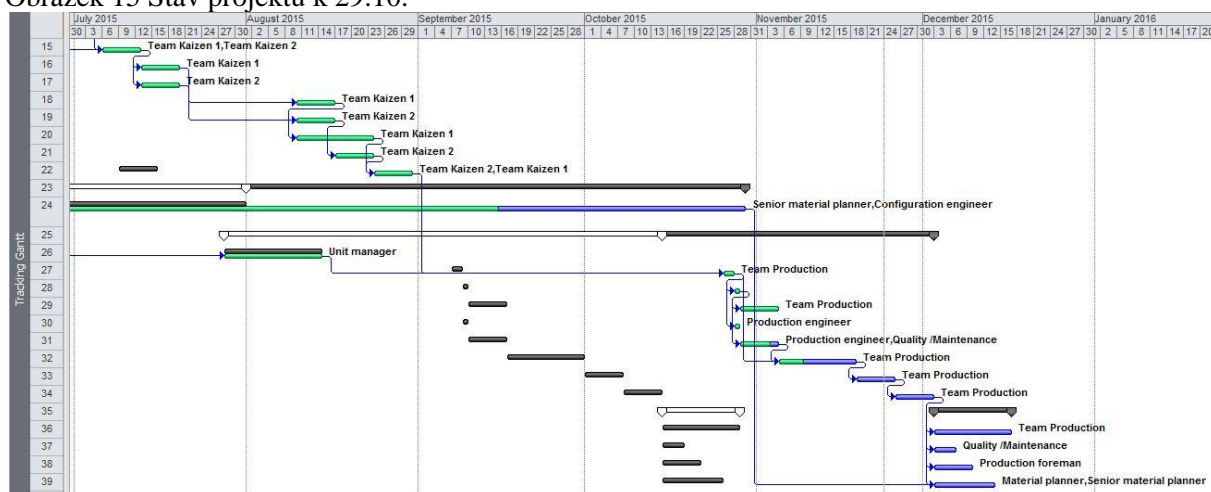 Obrázek 15 Stav projektu k 29.10.
July 2015 August 2015 September 2015 October 2015 November 2015 December 2015 January 2016
30 3 6 9 12 15 18 21 24 27 30 2 5 8 11 14 17 20 23 26 29 1 4 7 10 13 16 19 22 25 28 1 4 7 10 13 16 19 22 25 28 31 3 6 9 12 15 18 21 24 27 30 3 6 9 12 15 18 21 24 27 30 2 5 8 11 14 17 20
15 Team Kaizen 1,Team Kaizen 2
16 Team Kaizen 1
17 Team Kaizen 2
18 Team Kaizen 1
19 Team Kaizen 2
20 Team Kaizen 1
21 Team Kaizen 2
22 Team Kaizen 2,Team Kaizen 1
23
24 Senior material planner,Configuration engineer
25
Tracking Gantt
26 Unit manager
27 Team Production
28
29 Team Production
30 Production engineer
31 Production engineer,Quality /Maintenance
32 Team Production
33 Team Production
34 Team Production
35
36 Team Production
37 Quality /Maintenance
38 Production foreman
39 Material planner,Senior material planner